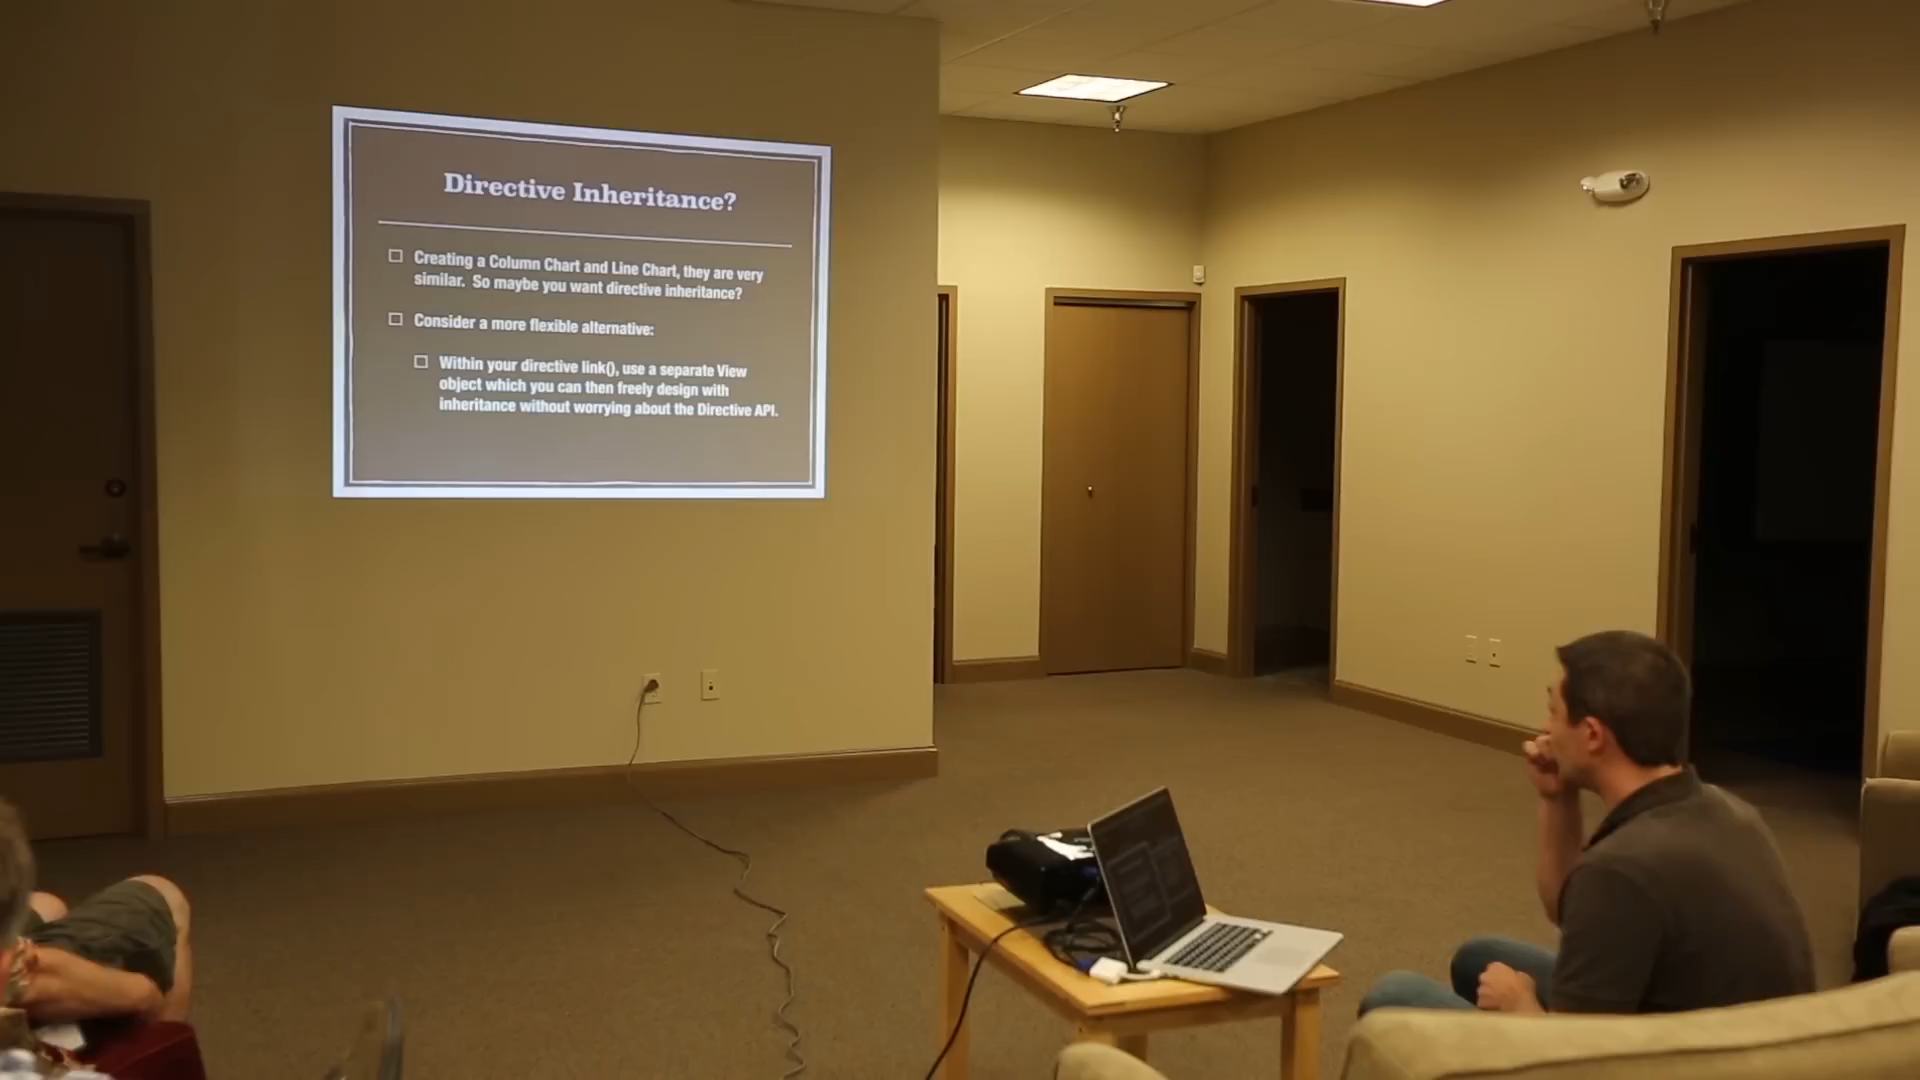 Directive Inheritance?
Creating a Column Chart and Line Chart, they are very
similar. So maybe you want directive inheritance?
Consider a more flexible alternative:
Within your directive link(), use a separate View
object which you can then freely design with
inheritance without worrying about the Directive API.